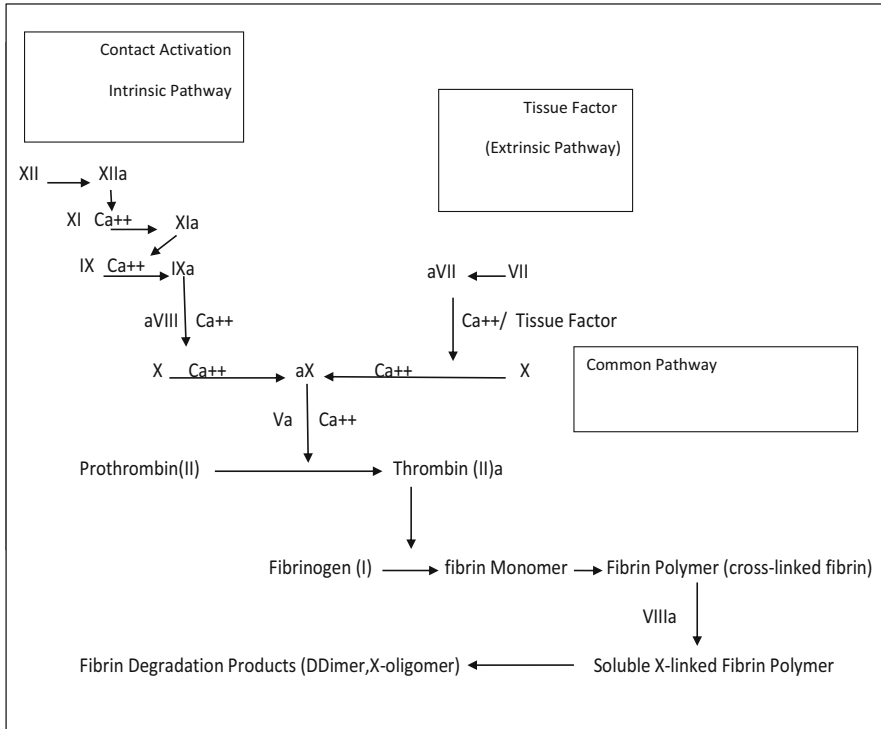 Contact Activation
Intrinsic Pathway
Tissue Factor
(Extrinsic Pathway)
XII XIIa
XI Ca++ XIa
IX Ca++ IXa
aVII VII
aVIII Ca++
Ca++/ Tissue Factor
X Ca++ aX Ca++ X
Common Pathway
Va Ca++
Prothrombin(II) Thrombin (II)a
Fibrinogen (I) fibrin Monomer Fibrin Polymer (cross-linked fibrin)
VIIIa
Fibrin Degradation Products (DDimer,X-oligomer) Soluble X-linked Fibrin Polymer